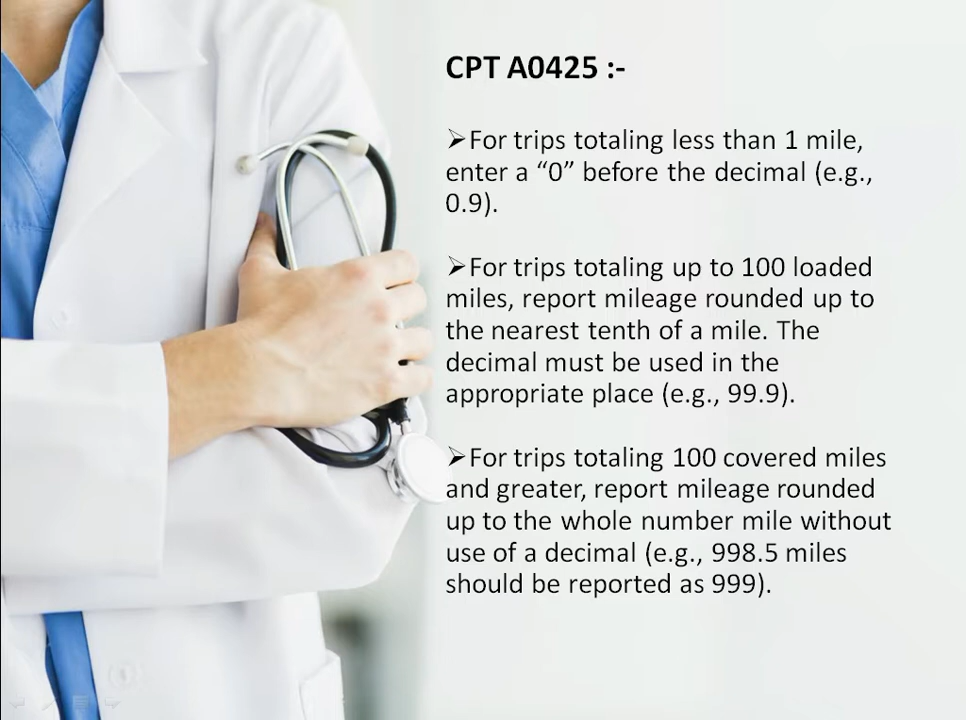 CPT A0425 :-
➢For trips totaling less than 1 mile,
enter a “0” before the decimal (e.g.,
0.9).
➢For trips totaling up to 100 loaded
miles, report mileage rounded up to
the nearest tenth of a mile. The
decimal must be used in the
appropriate place (e.g., 99.9).
➢For trips totaling 100 covered miles
and greater, report mileage rounded
up to the whole number mile without
use of a decimal (e.g., 998.5 miles
should be reported as 999).